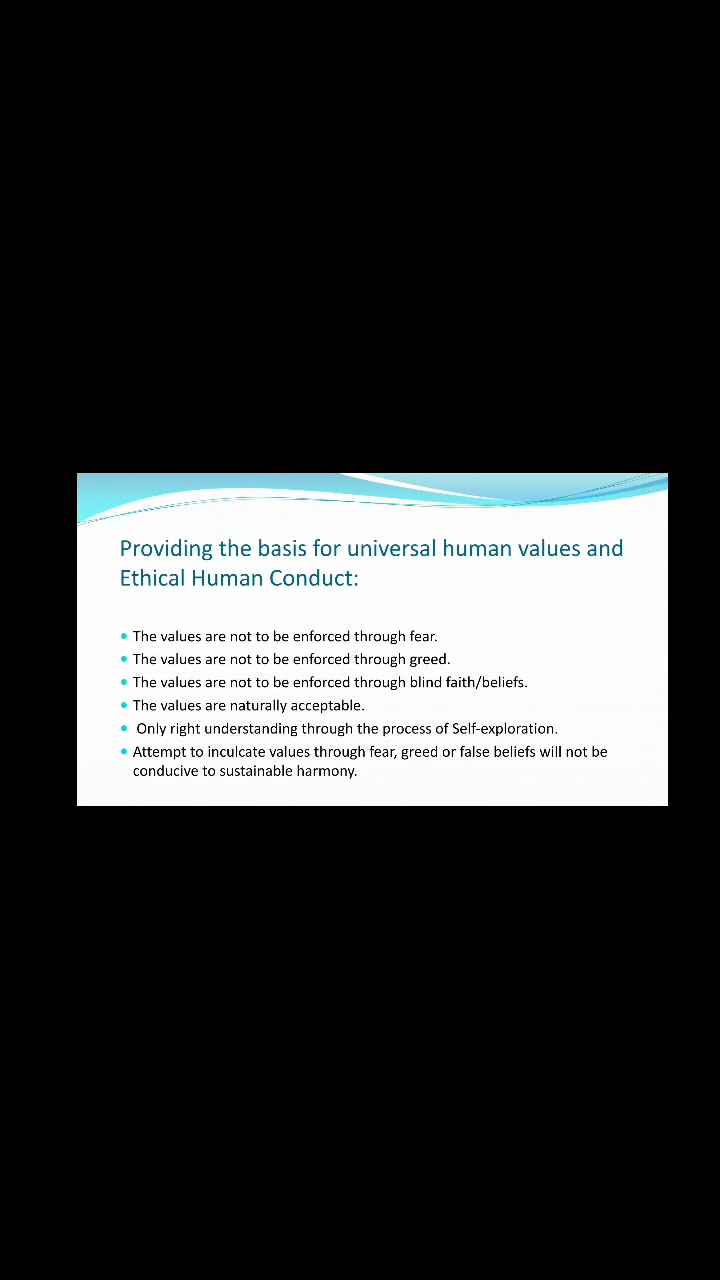 Providing the basis for universal human values and
Ethical Human Conduct:
• The values are not to be enforced through fear.
• The values are not to be enforced through greed.
• The values are not to be enforced through blind faith/beliefs.
• The values are naturally acceptable.
• Only right understanding through the process of Self-exploration.
• Attempt to inculcate values through fear, greed or false beliefs will not be
conducive to sustainable harmony.